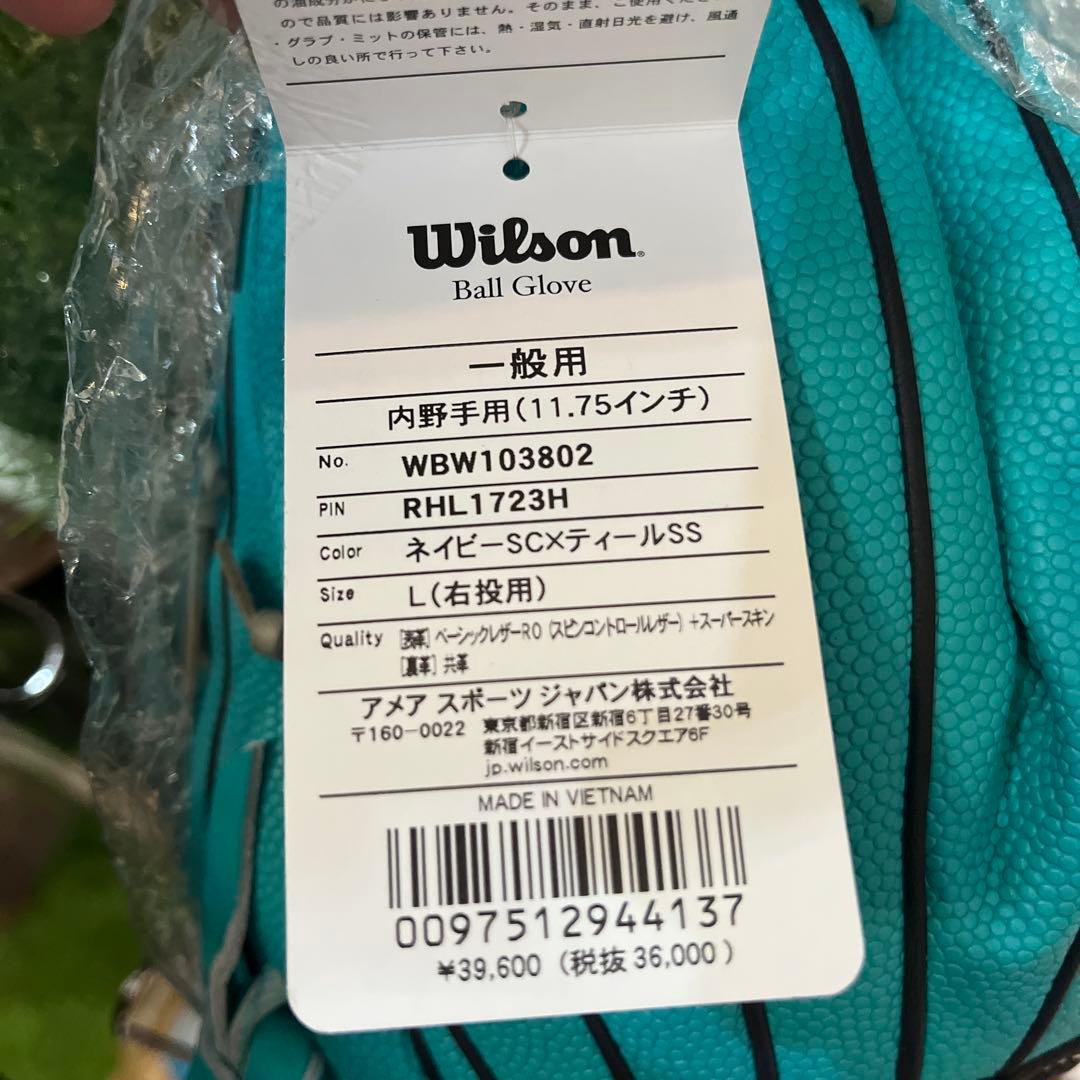 ので品質には影響ありません。そのまま、ご使用くださ
・グラブ・ミットの保管には、熱・湿気・直射日光を避け、風通
しの良い所で行って下さい。
Wilson
Ball Glove
一般用
内野手用(11.75インチ)
No. WBW103802
PIN RHL1723H
Color ネイビーSC×ティールSS
Size L(右投用)
Quality [表革] ベーシックレザーRO (スピンコントロールレザー) +スーパースキン
[裏革] 共革
アメア スポーツ ジャパン株式会社
〒160-0022 東京都新宿区新宿6丁目27番30号
新宿イーストサイドスクエア6F
jp.wilson.com
MADE IN VIETNAM
0097512944137
¥39,600 (税抜 36,000)